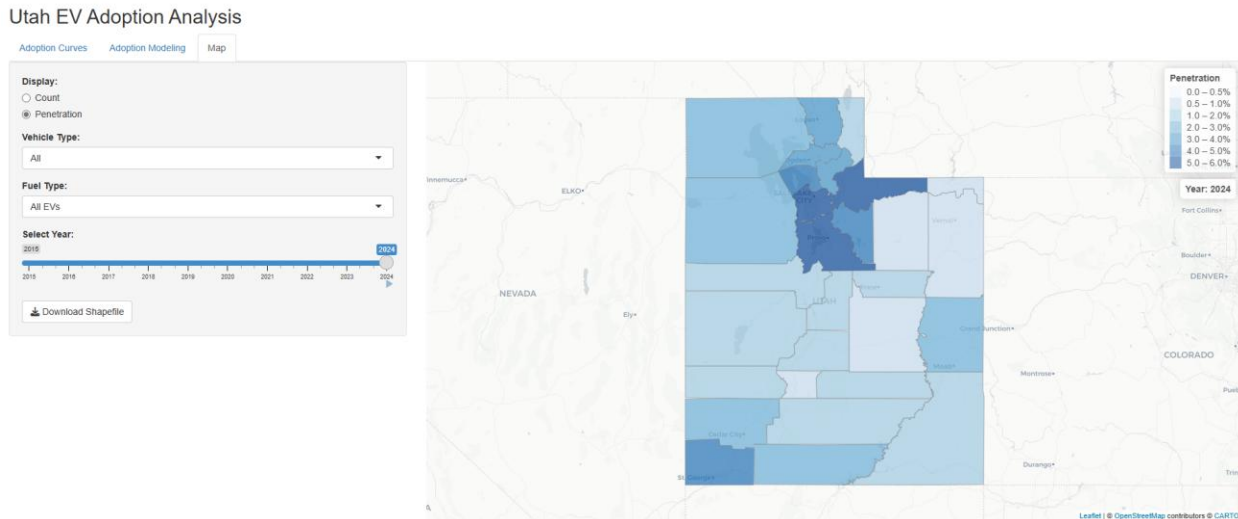 Utah EV Adoption Analysis
Adoption Curves Adoption Modeling Map
Display:
Count
Penetration
Vehicle Type:
All
Fuel Type:
All EVs
Select Year:
2015 2024
2015 2016 2017 2018 2019 2020 2021 2022 2023 2024
Download Shapefile
Penetration
0.0 – 0.5%
0.5 – 1.0%
1.0 – 2.0%
2.0 – 3.0%
3.0 – 4.0%
4.0 – 5.0%
5.0 – 6.0%
Year: 2024
ELKO
Fort Collins
Boulder
DENVER
NEVADA
UTAH
Ely
Grand Junction
COLORADO
Moab
Montrose
Cedar City
Durango
Leaflet | © OpenStreetMap contributors © CARTO